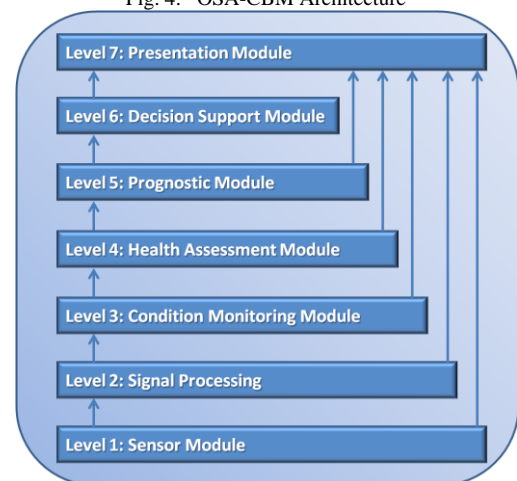 Fig. 4. OSA-CBM Architecture
Level 7: Presentation Module
Level 6: Decision Support Module
Level 5: Prognostic Module
Level 4: Health Assessment Module
Level 3: Condition Monitoring Module
Level 2: Signal Processing
Level 1: Sensor Module